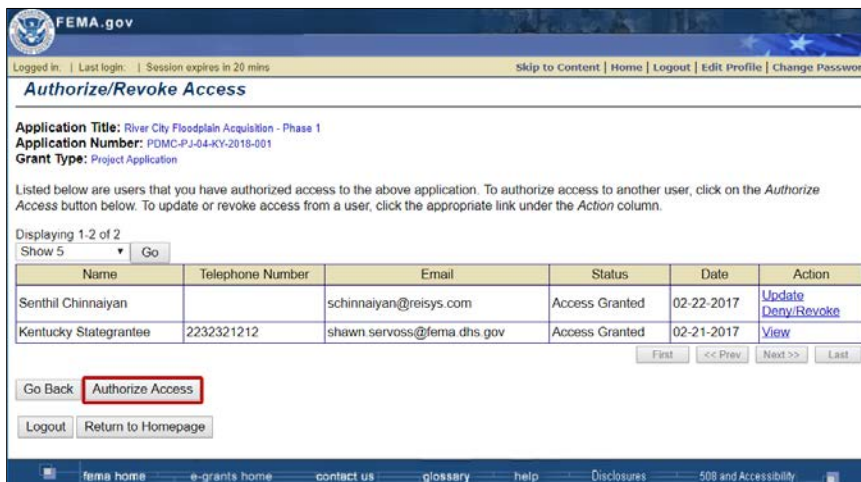 FEMA.gov
Logged in: | Last login: | Session expires in 20 mins
Skip to Content | Home | Logout | Edit Profile | Change Passwor
Authorize/Revoke Access
Application Title: River City Floodplain Acquisition - Phase 1
Application Number: PDMC-PJ-04-KY-2018-001
Grant Type: Project Application
Listed below are users that you have authorized access to the above application. To authorize access to another user, click on the Authorize
Access button below. To update or revoke access from a user, click the appropriate link under the Action column.
Displaying 1-2 of 2
Show 5 Go
Name Telephone Number Email Status Date Action
Senthil Chinnaiyan schinnaiyan@reisys.com Access Granted 02-22-2017 Update
Deny/Revoke
Kentucky Stategrantee 2232321212 shawn.servoss@fema.dhs.gov Access Granted 02-21-2017 View
First << Prev Next >> Last
Go Back Authorize Access
Logout Return to Homepage
fema home e-grants home contact us glossary help Disclosures 508 and Accessibility